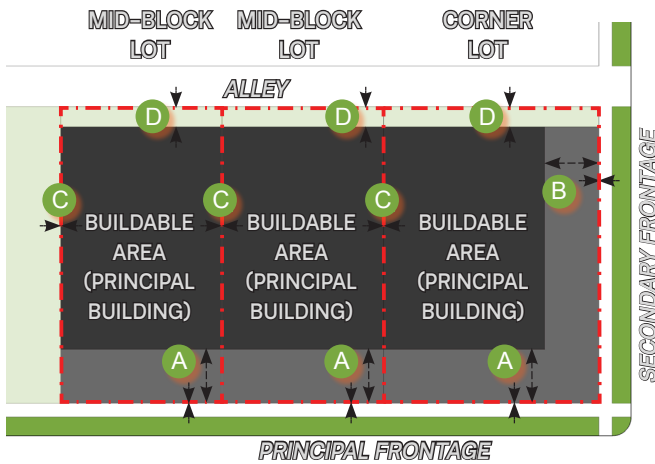 MID–BLOCK
LOT
MID–BLOCK
LOT
CORNER
LOT
ALLEY
D
D
D
C
C
C
B
BUILDABLE
AREA
(PRINCIPAL
BUILDING)
BUILDABLE
AREA
(PRINCIPAL
BUILDING)
BUILDABLE
AREA
(PRINCIPAL
BUILDING)
SECONDARY FRONTAGE
A
A
A
PRINCIPAL FRONTAGE